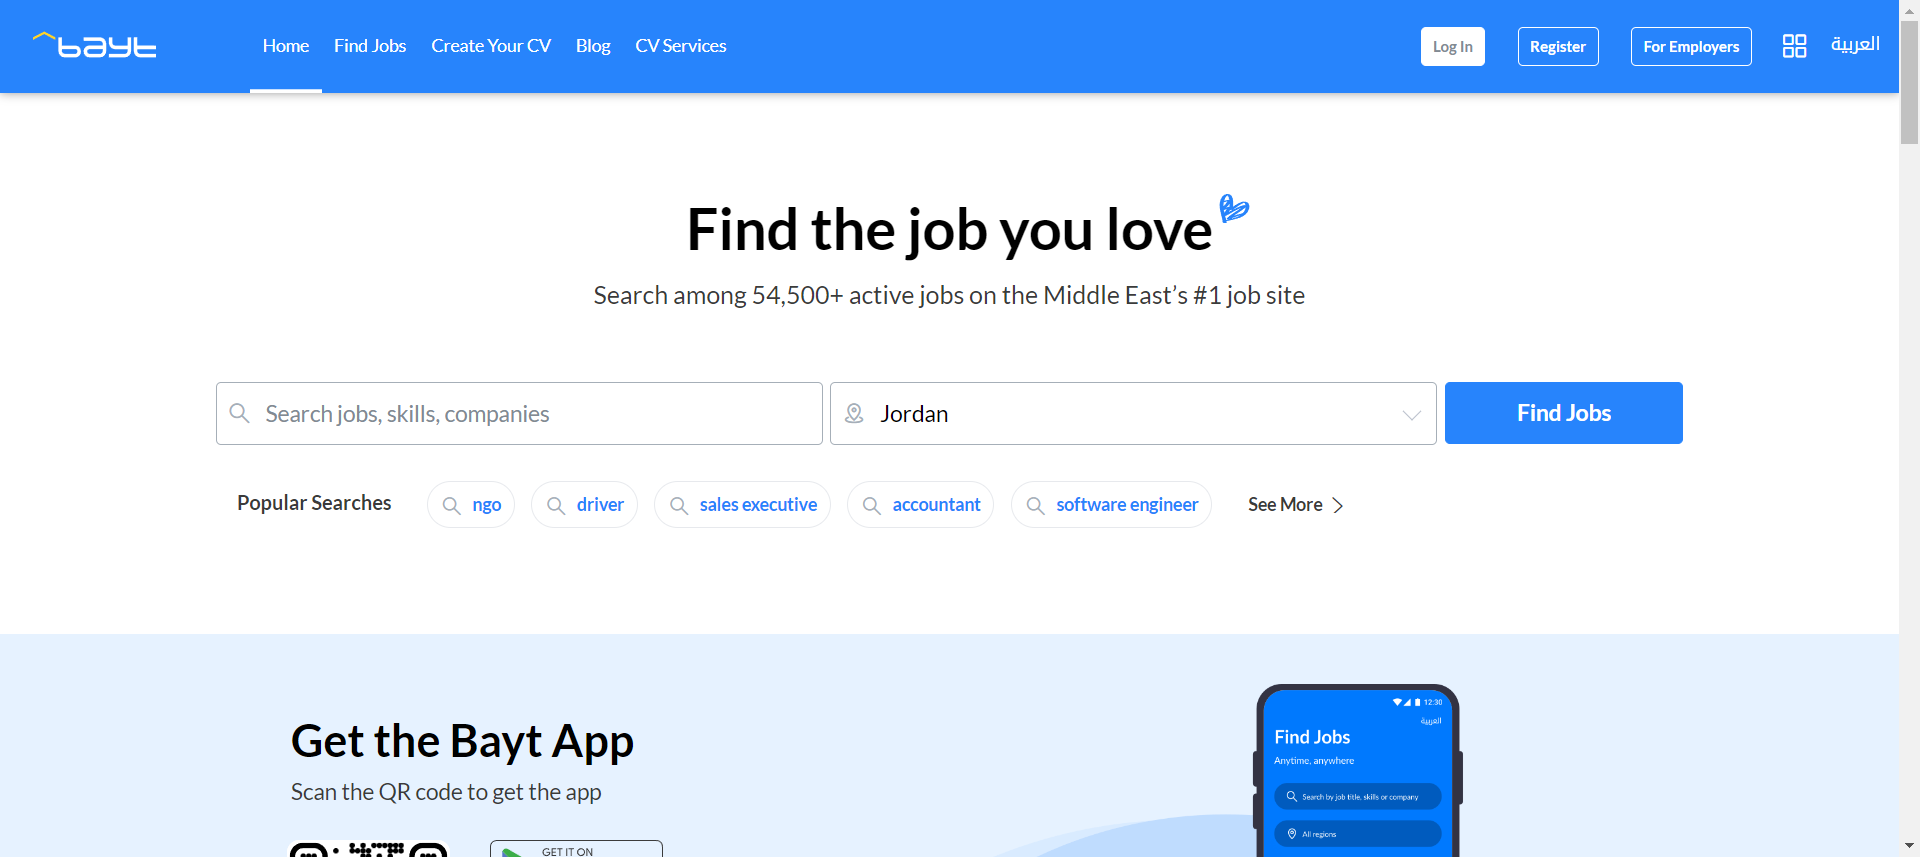 bayt
Home Find Jobs Create Your CV Blog CV Services
Log In Register For Employers العربية
Find the job you love
Search among 54,500+ active jobs on the Middle East’s #1 job site
Search jobs, skills, companies Jordan Find Jobs
Popular Searches ngo driver sales executive accountant software engineer See More
Get the Bayt App
Scan the QR code to get the app
GET IT ON
12:30
العربية
Find Jobs
Anytime, anywhere
Search by job title, skills or company
All regions